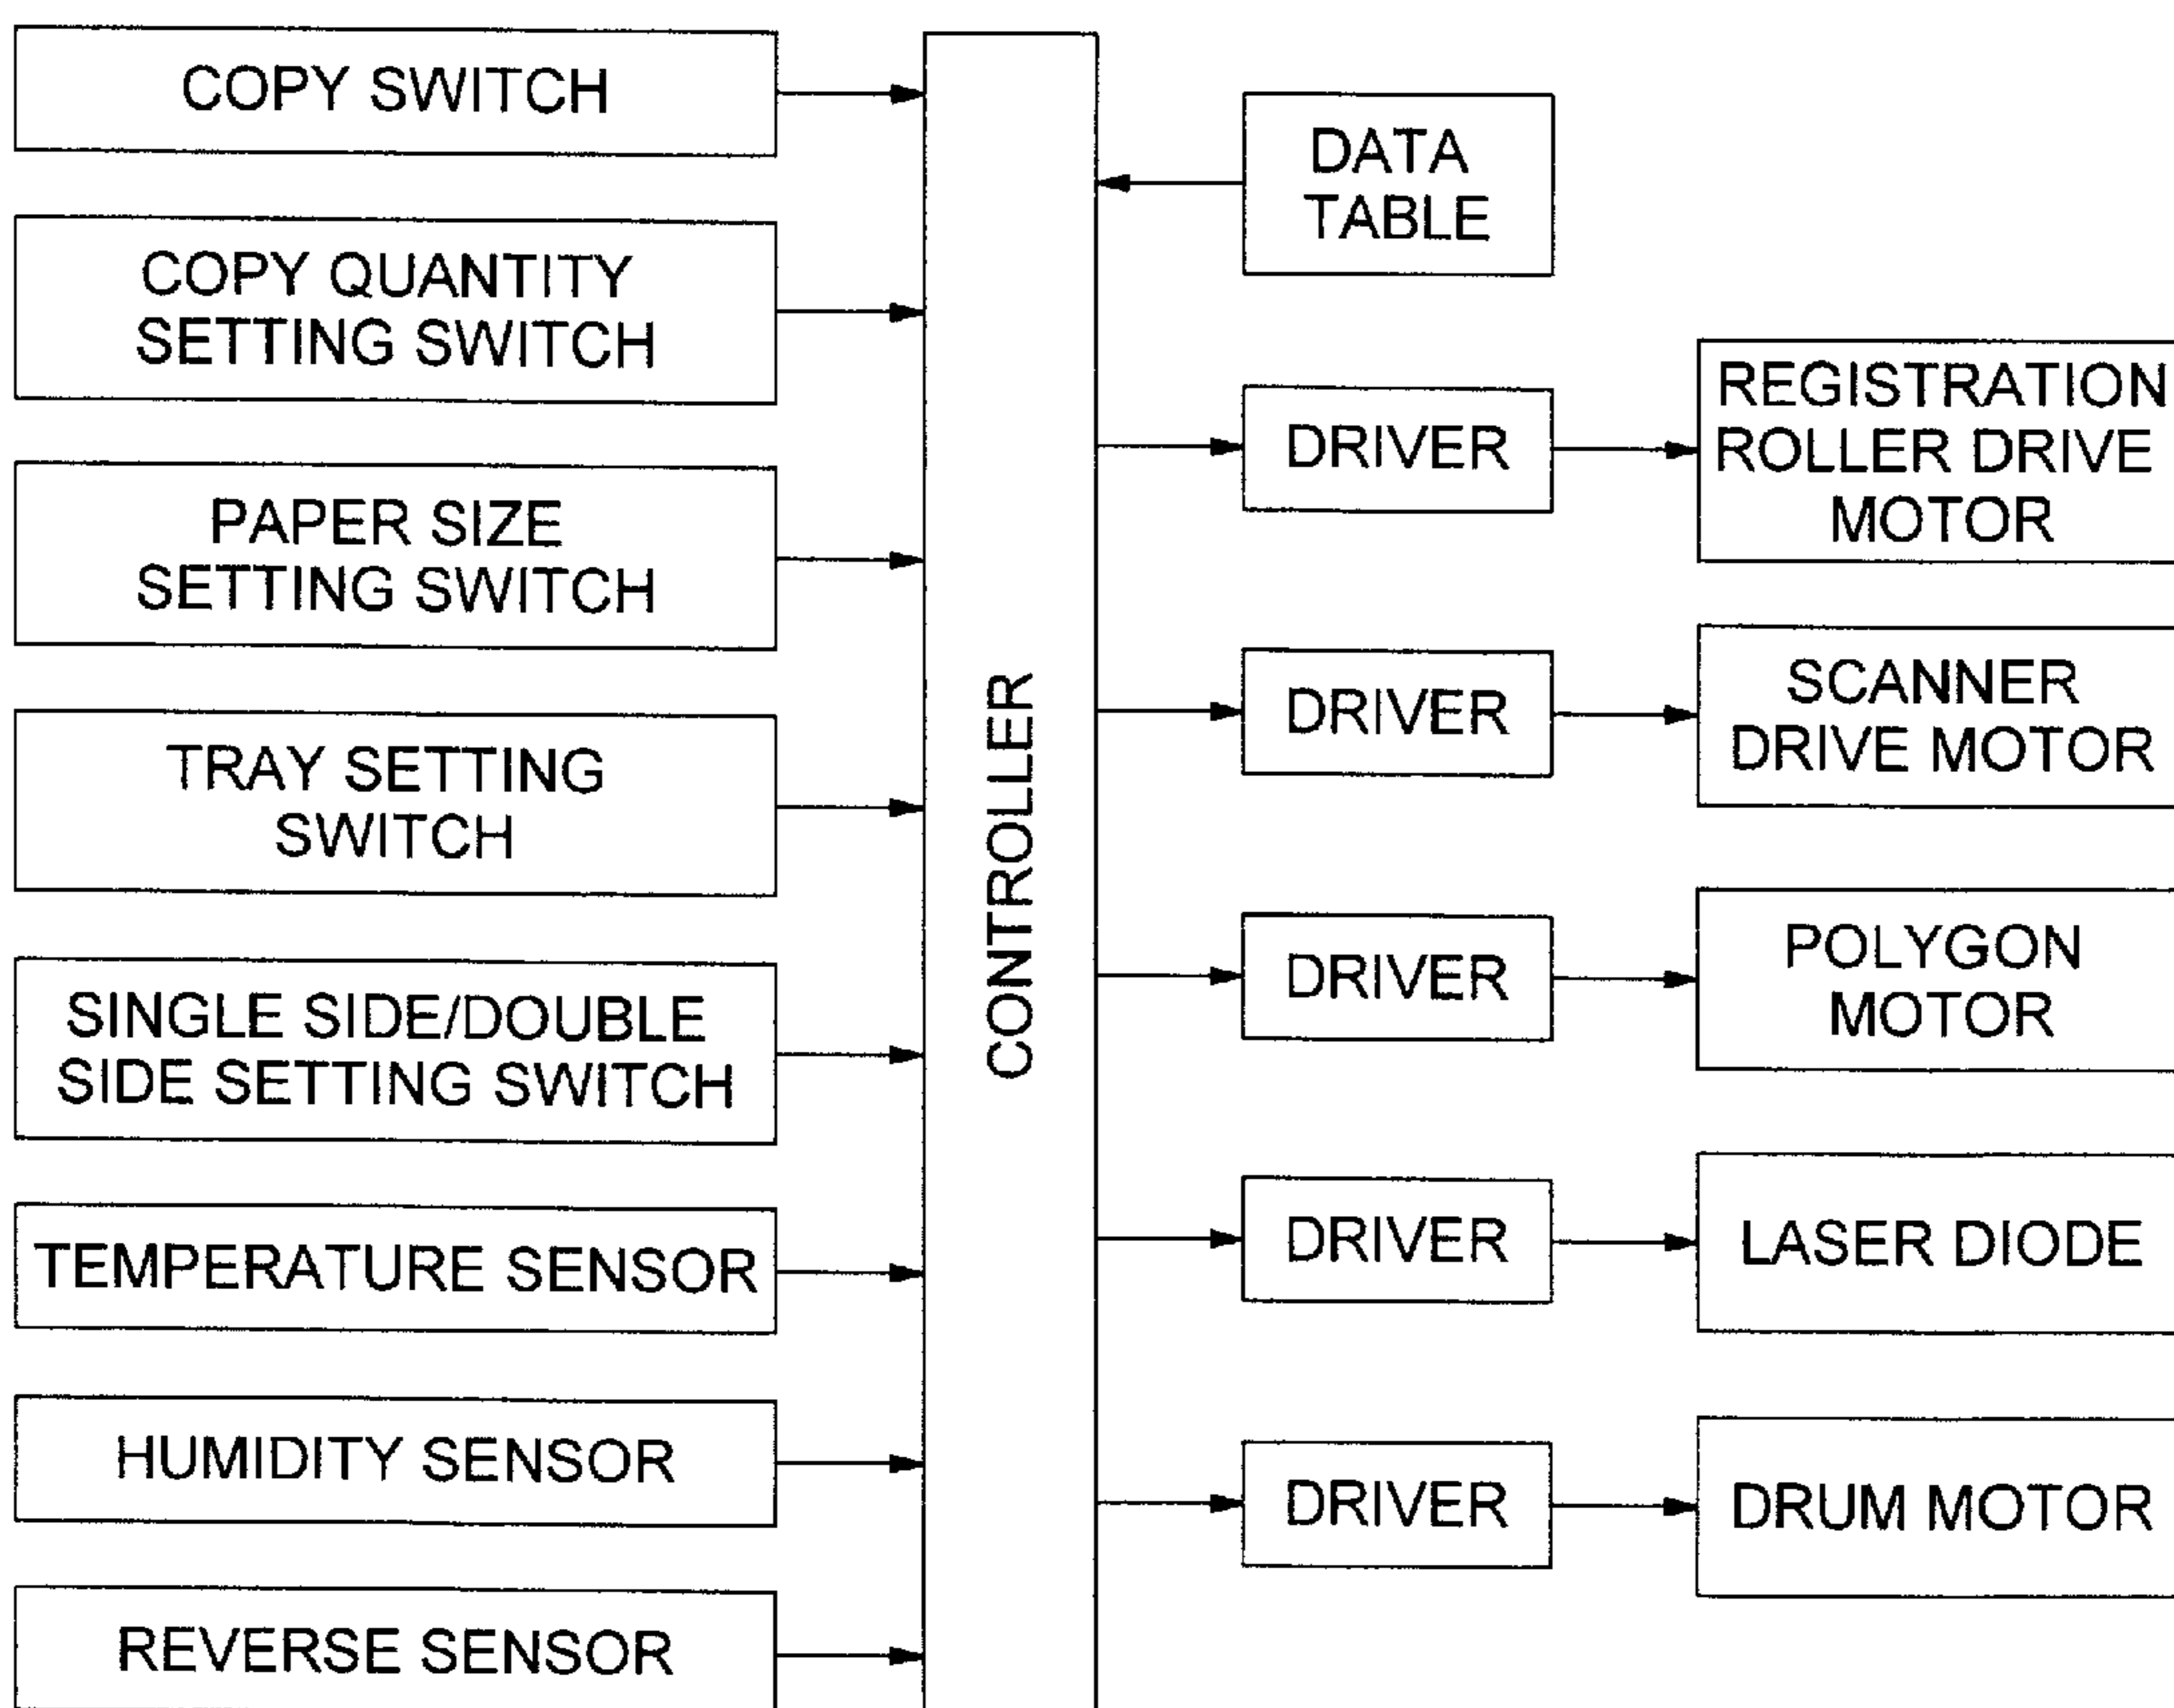 COPY SWITCH
COPY QUANTITY
SETTING SWITCH
PAPER SIZE
SETTING SWITCH
TRAY SETTING
SWITCH
SINGLE SIDE/DOUBLE
SIDE SETTING SWITCH
TEMPERATURE SENSOR
HUMIDITY SENSOR
REVERSE SENSOR
CONTROLLER
DATA
TABLE
DRIVER
REGISTRATION
ROLLER DRIVE
MOTOR
DRIVER
SCANNER
DRIVE MOTOR
DRIVER
POLYGON
MOTOR
DRIVER
LASER DIODE
DRIVER
DRUM MOTOR